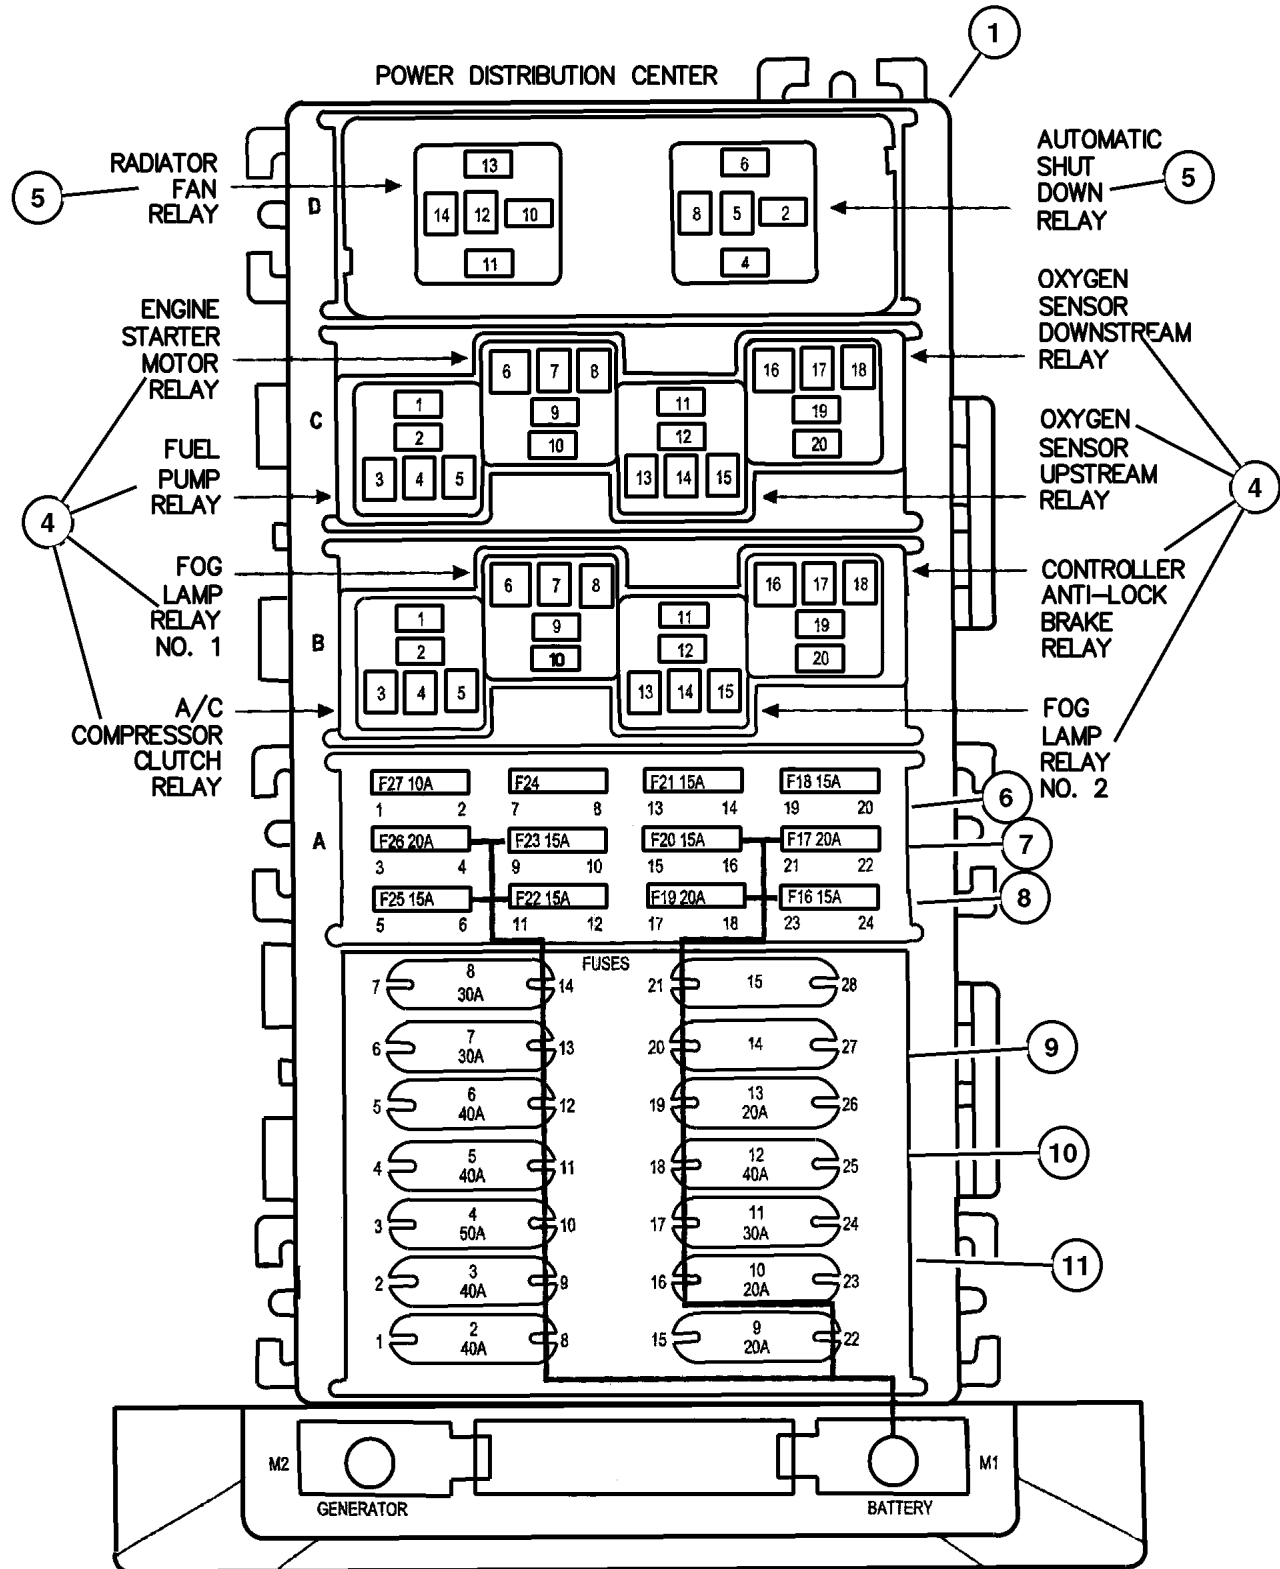 1
POWER DISTRIBUTION CENTER
RADIATOR
FAN
RELAY
5
AUTOMATIC
SHUT
DOWN
RELAY
5
D
13
14 12 10
11
6
8 5 2
4
ENGINE
STARTER
MOTOR
RELAY
OXYGEN
SENSOR
DOWNSTREAM
RELAY
FUEL
PUMP
RELAY
OXYGEN
SENSOR
UPSTREAM
RELAY
4
4
C
6 7 8
9
10
16 17 18
19
20
1
2
3 4 5
11
12
13 14 15
FOG
LAMP
RELAY
NO. 1
CONTROLLER
ANTI-LOCK
BRAKE
RELAY
A/C
COMPRESSOR
CLUTCH
RELAY
FOG
LAMP
RELAY
NO. 2
B
6 7 8
9
10
16 17 18
19
20
1
2
3 4 5
11
12
13 14 15
A
F27 10A F24 F21 15A F18 15A
1 2 7 8 13 14 19 20
6
F26 20A F23 15A F20 15A F17 20A
3 4 9 10 15 16 21 22
7
F25 15A F22 15A F19 20A F16 15A
5 6 11 12 17 18 23 24
8
FUSES
7 8 30A 14 21 15 28
6 7 30A 13 20 14 27
9
5 6 40A 12 19 13 20A 26
4 5 40A 11 18 12 40A 25
10
3 4 50A 10 17 11 30A 24
2 3 40A 9 16 10 20A 23
11
1 2 40A 8 15 9 20A 22
M2
GENERATOR
M1
BATTERY